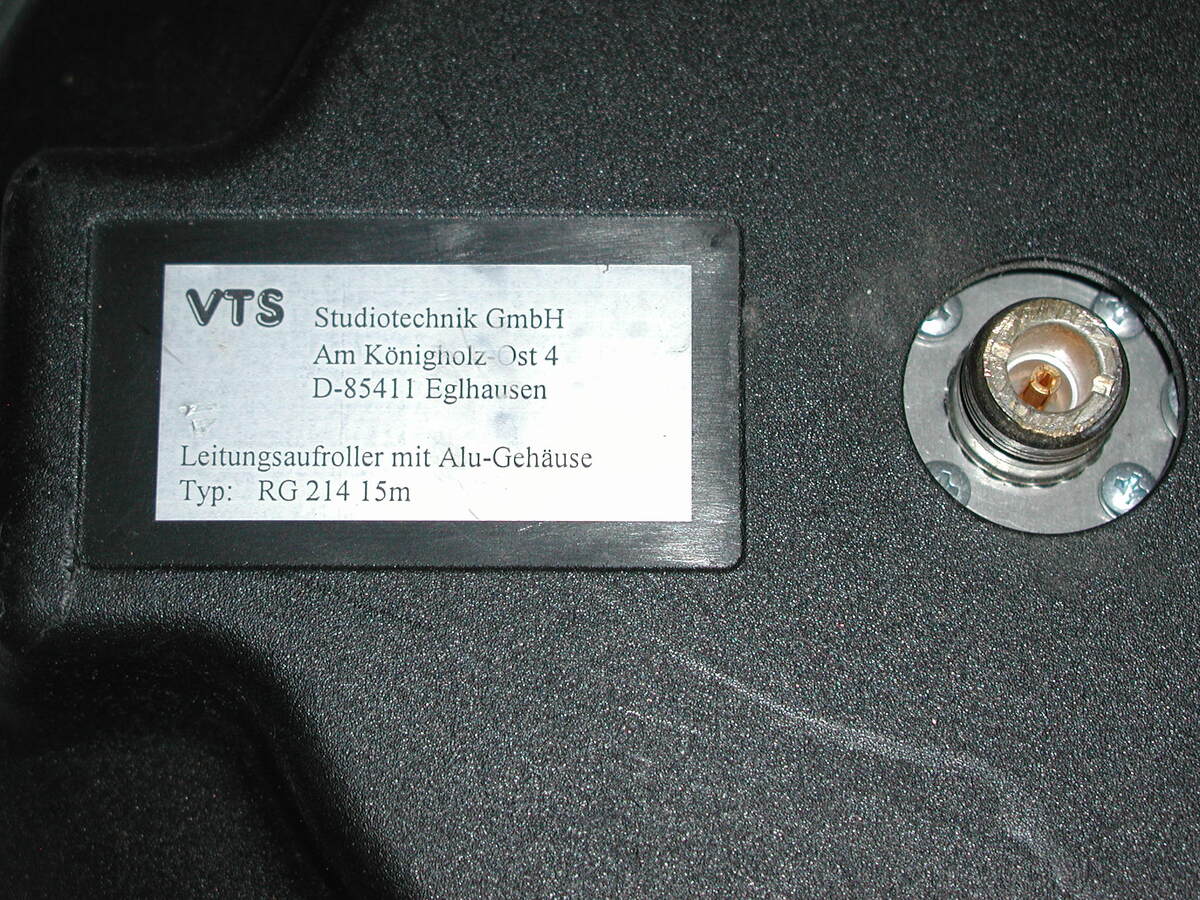 VTS Studiotechnik GmbH
Am Königholz-Ost 4
D-85411 Eglhausen
Leitungsaufroller mit Alu-Gehäuse
Typ: RG 214 15m